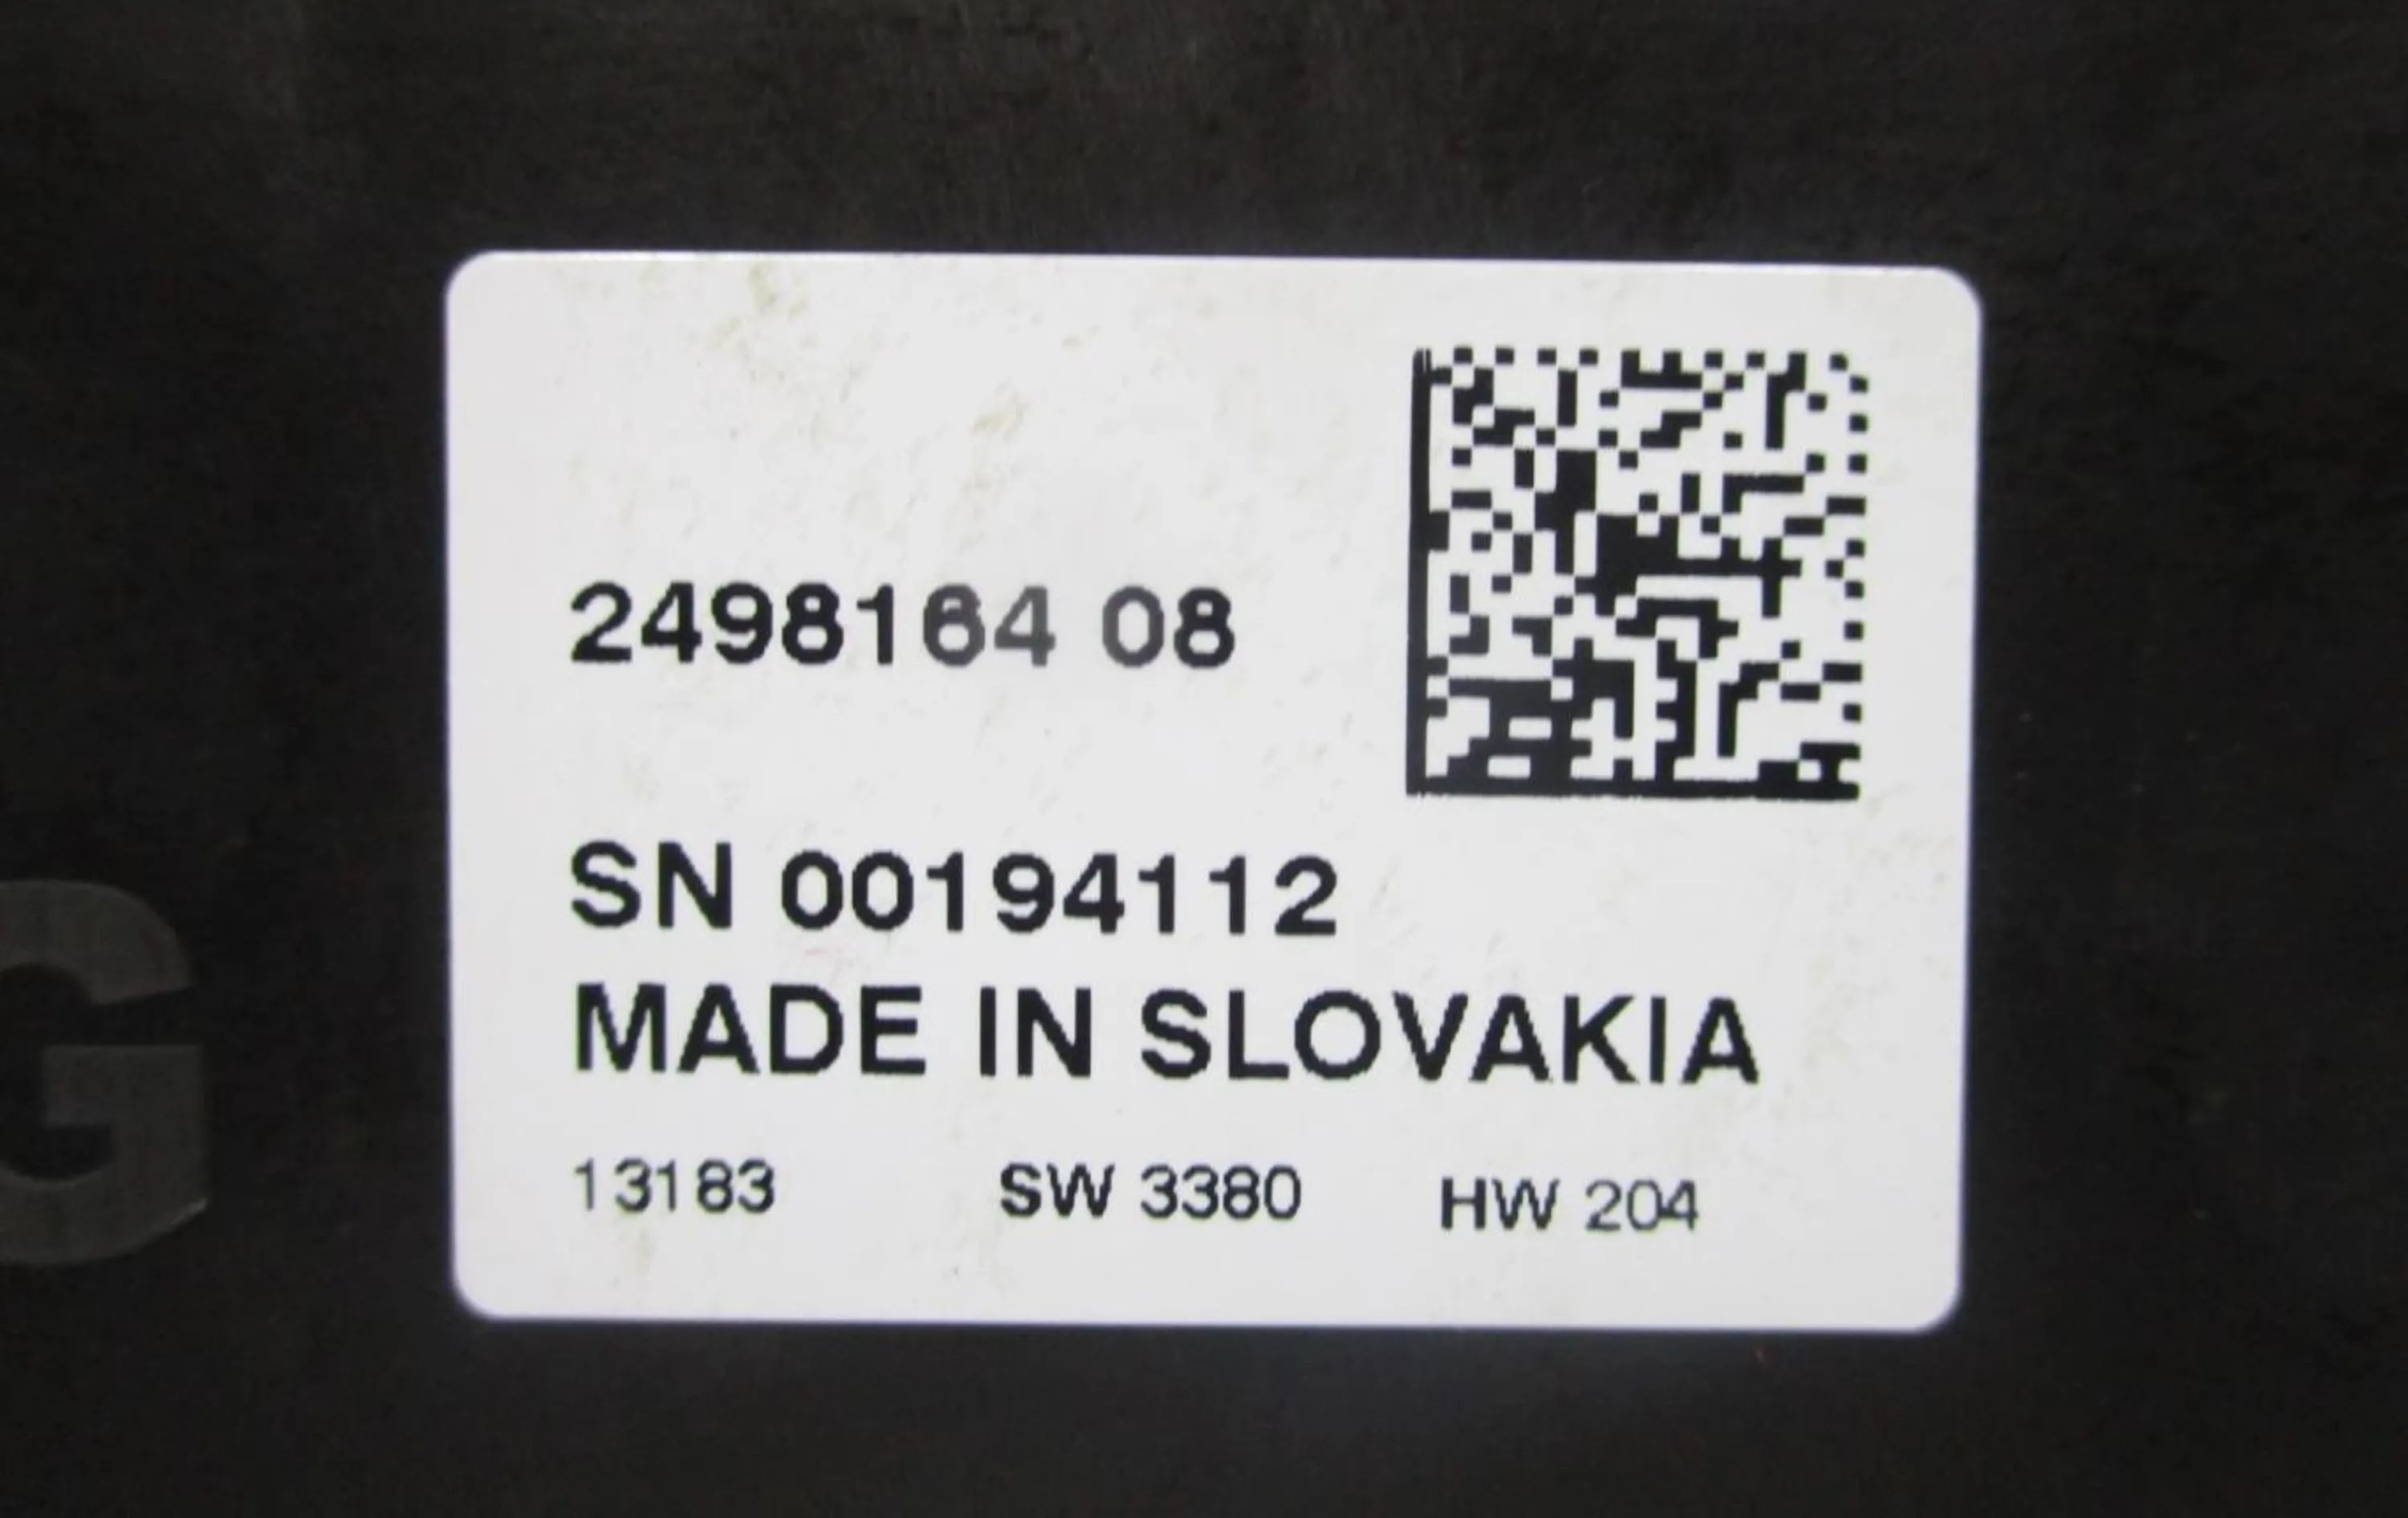 2498164 08
SN 00194112
MADE IN SLOVAKIA
13183 SW 3380 HW 204
G